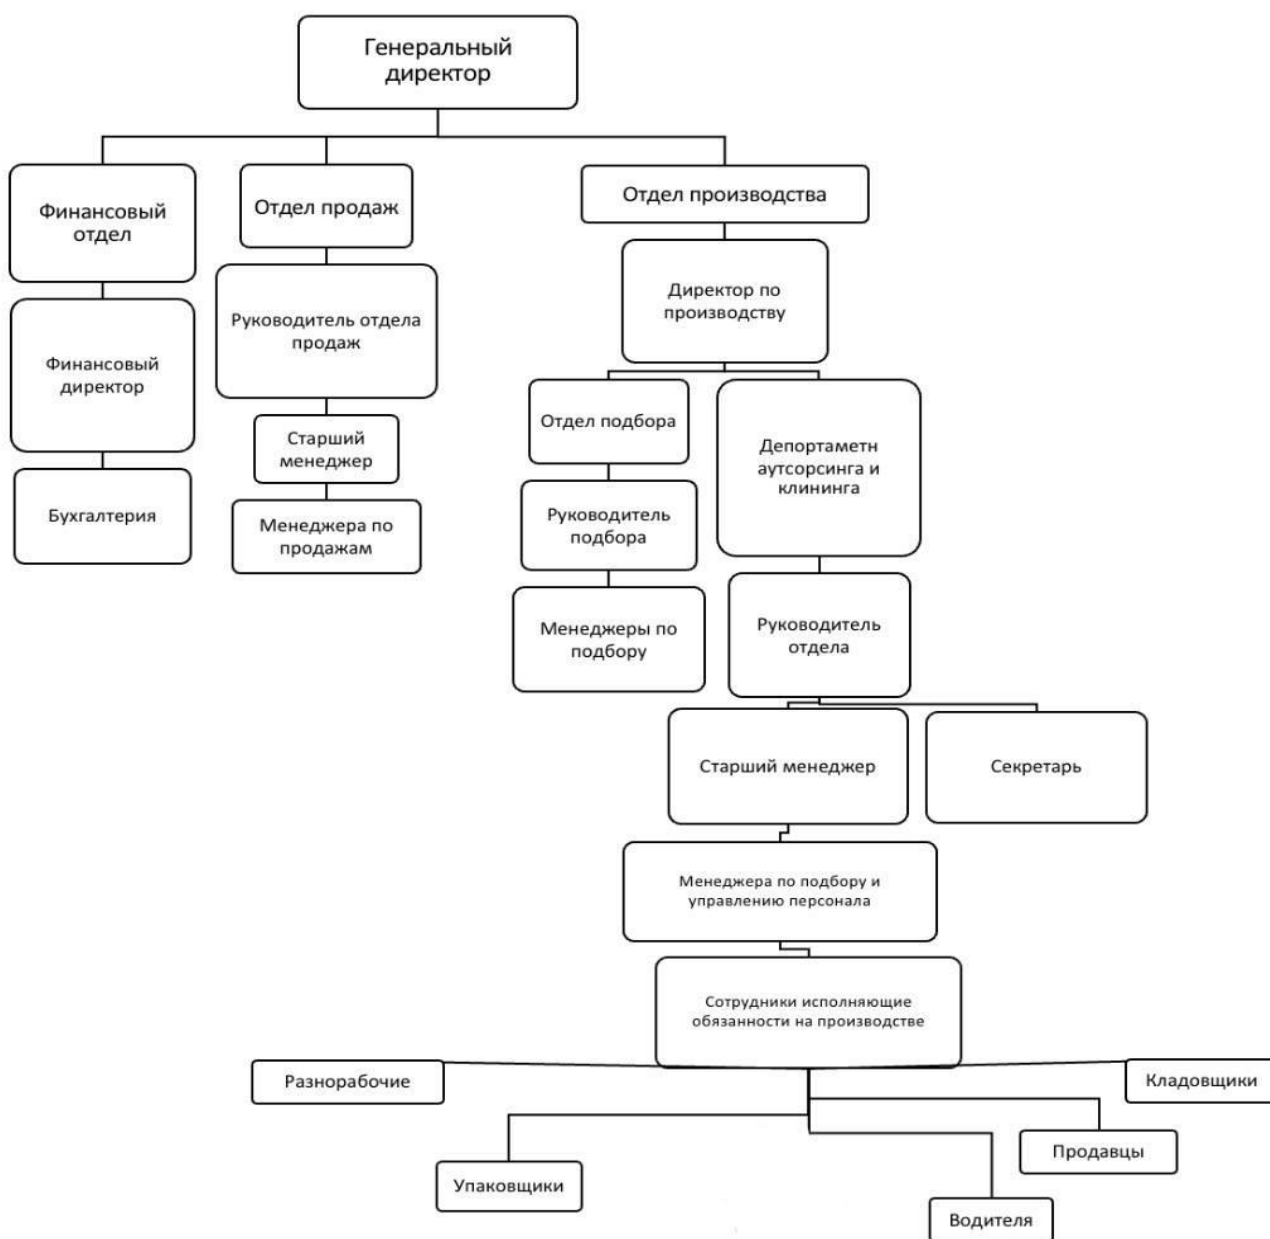 Генеральный
директор
Финансовый
отдел
Отдел продаж
Отдел производства
Финансовый
директор
Руководитель отдела
продаж
Директор по
производству
Бухгалтерия
Старший
менеджер
Менеджера по
продажам
Отдел подбора
Депортаметн
аутсорсинга и
клининга
Руководитель
подбора
Менеджеры по
подбору
Руководитель
отдела
Старший менеджер
Секретарь
Менеджера по подбору и
управлению персонала
Сотрудники исполняющие
обязанности на производстве
Разнорабочие
Кладовщики
Упаковщики
Продавцы
Водителя